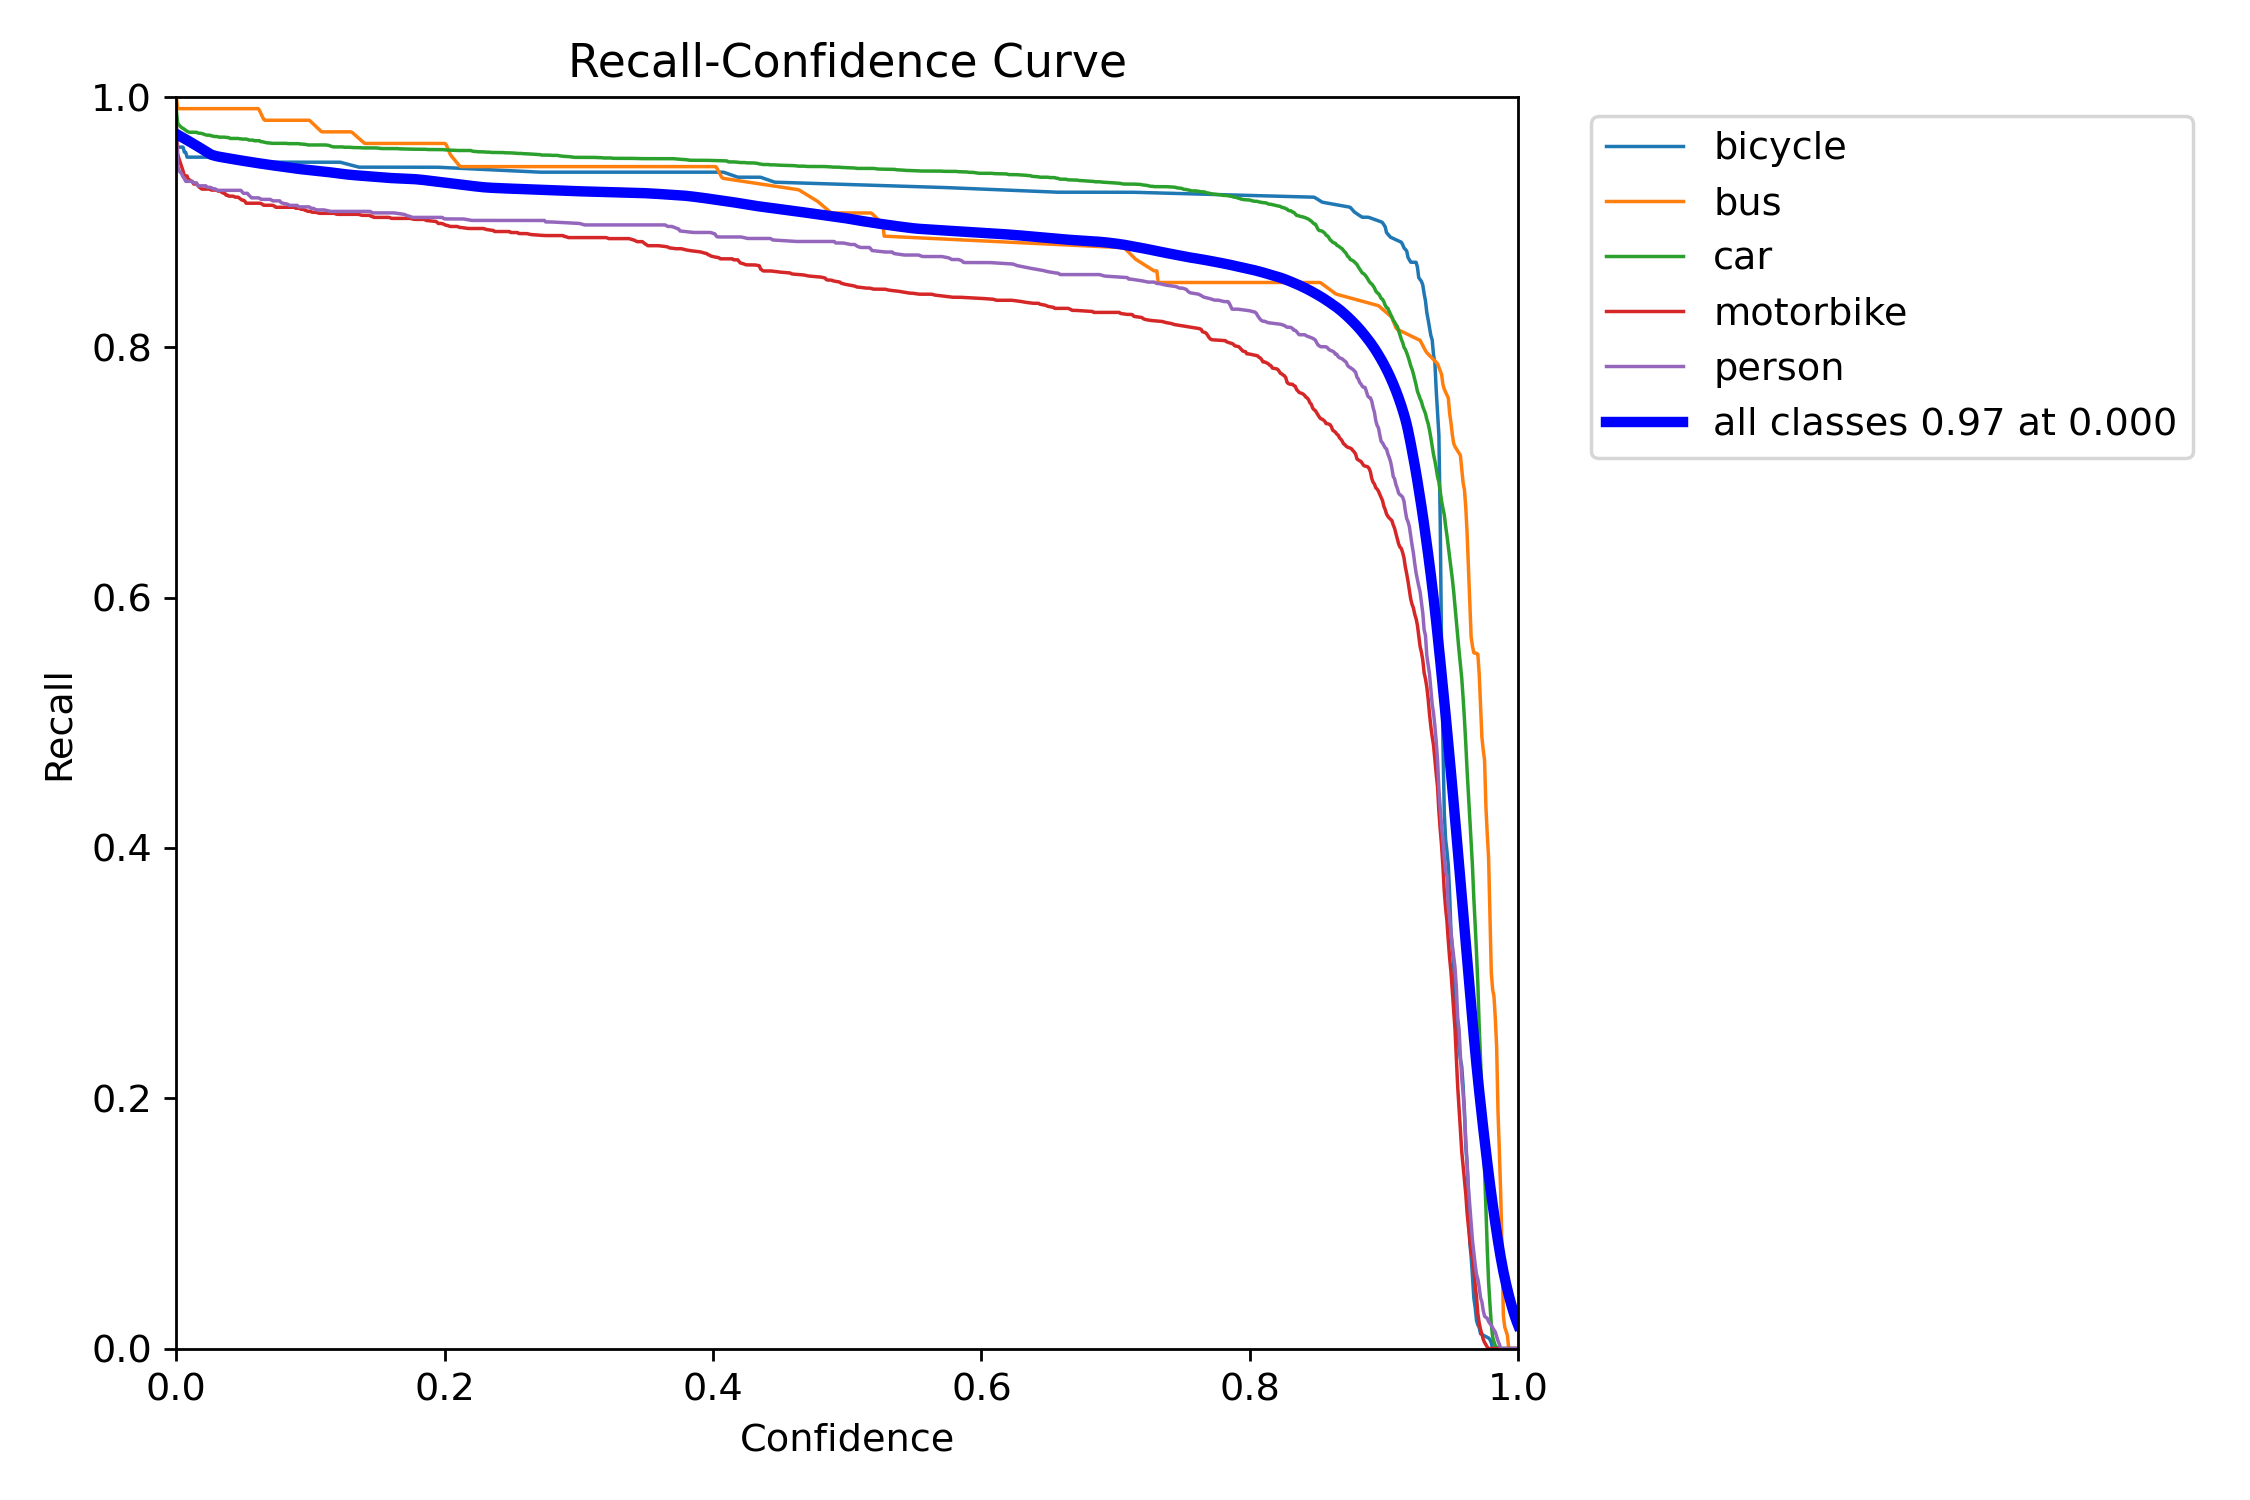 Recall-Confidence Curve
1.0
0.8
0.6
0.4
0.2
0.0
Recall
0.0 0.2 0.4 0.6 0.8 1.0
Confidence
bicycle
bus
car
motorbike
person
all classes 0.97 at 0.000